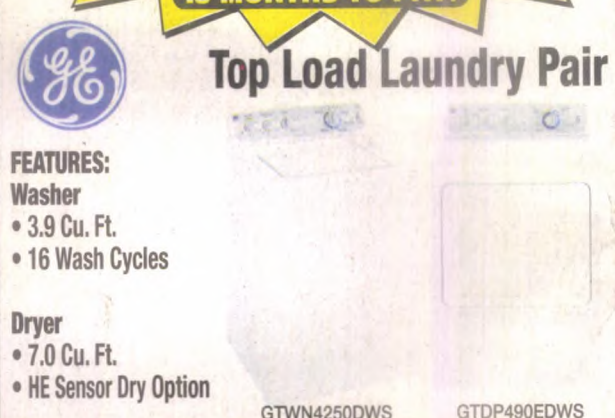 GE
Top Load Laundry Pair
FEATURES:
Washer
• 3.9 Cu. Ft.
• 16 Wash Cycles
Dryer
• 7.0 Cu. Ft.
• HE Sensor Dry Option
GTWN4250DWS
GTDP490EDWS